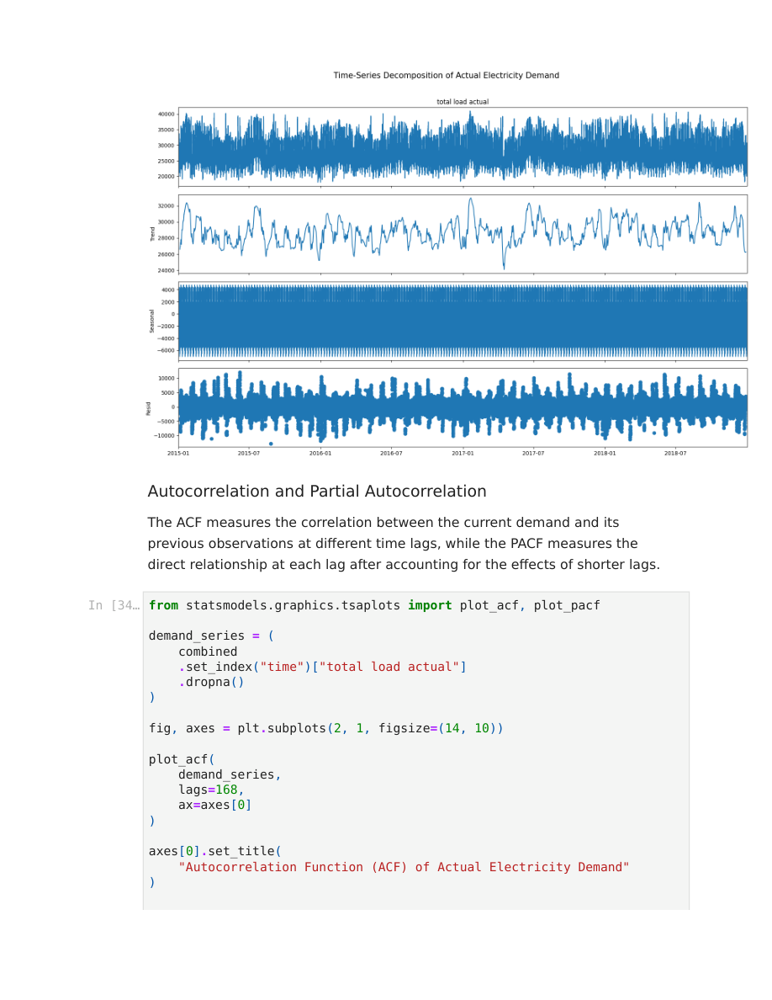 Time-Series Decomposition of Actual Electricity Demand
total load actual
40000
35000
30000
25000
20000
32000
30000
28000
26000
24000
Trend
4000
2000
0
−2000
−4000
−6000
Seasonal
10000
5000
0
−5000
−10000
Resid
2015-01 2015-07 2016-01 2016-07 2017-01 2017-07 2018-01 2018-07
Autocorrelation and Partial Autocorrelation
The ACF measures the correlation between the current demand and its
previous observations at different time lags, while the PACF measures the
direct relationship at each lag after accounting for the effects of shorter lags.
In [34…
from statsmodels.graphics.tsaplots import plot_acf, plot_pacf
demand_series = (
    combined
    .set_index("time")["total load actual"]
    .dropna()
)
fig, axes = plt.subplots(2, 1, figsize=(14, 10))
plot_acf(
    demand_series,
    lags=168,
    ax=axes[0]
)
axes[0].set_title(
    "Autocorrelation Function (ACF) of Actual Electricity Demand"
)